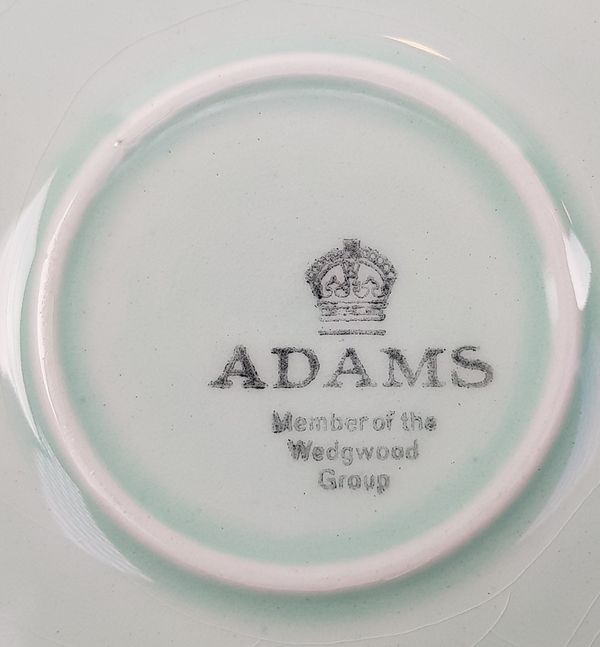 ADAMS
Member of the
Wedgwood
Group